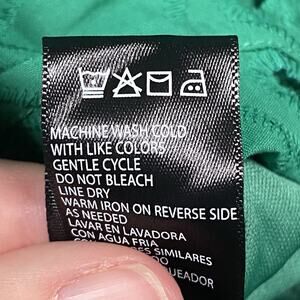 MACHINE WASH COLD
WITH LIKE COLORS
GENTLE CYCLE
DO NOT BLEACH
LINE DRY
WARM IRON ON REVERSE SIDE
AS NEEDED
LAVAR EN LAVADORA
CON AGUA FRIA
SIMILARES